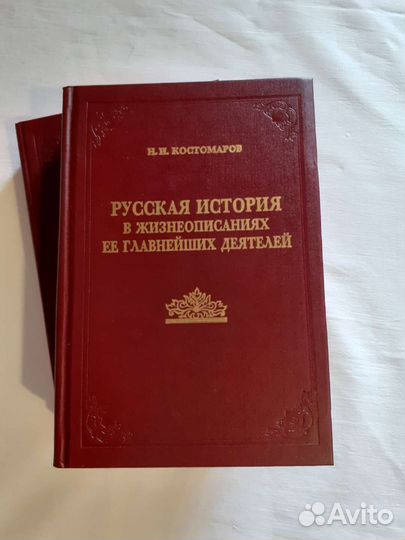 Н. И. КОСТОМАРОВ
РУССКАЯ ИСТОРИЯ
В ЖИЗНЕОПИСАНИЯХ
ЕЕ ГЛАВНЕЙШИХ ДЕЯТЕЛЕЙ
Avito